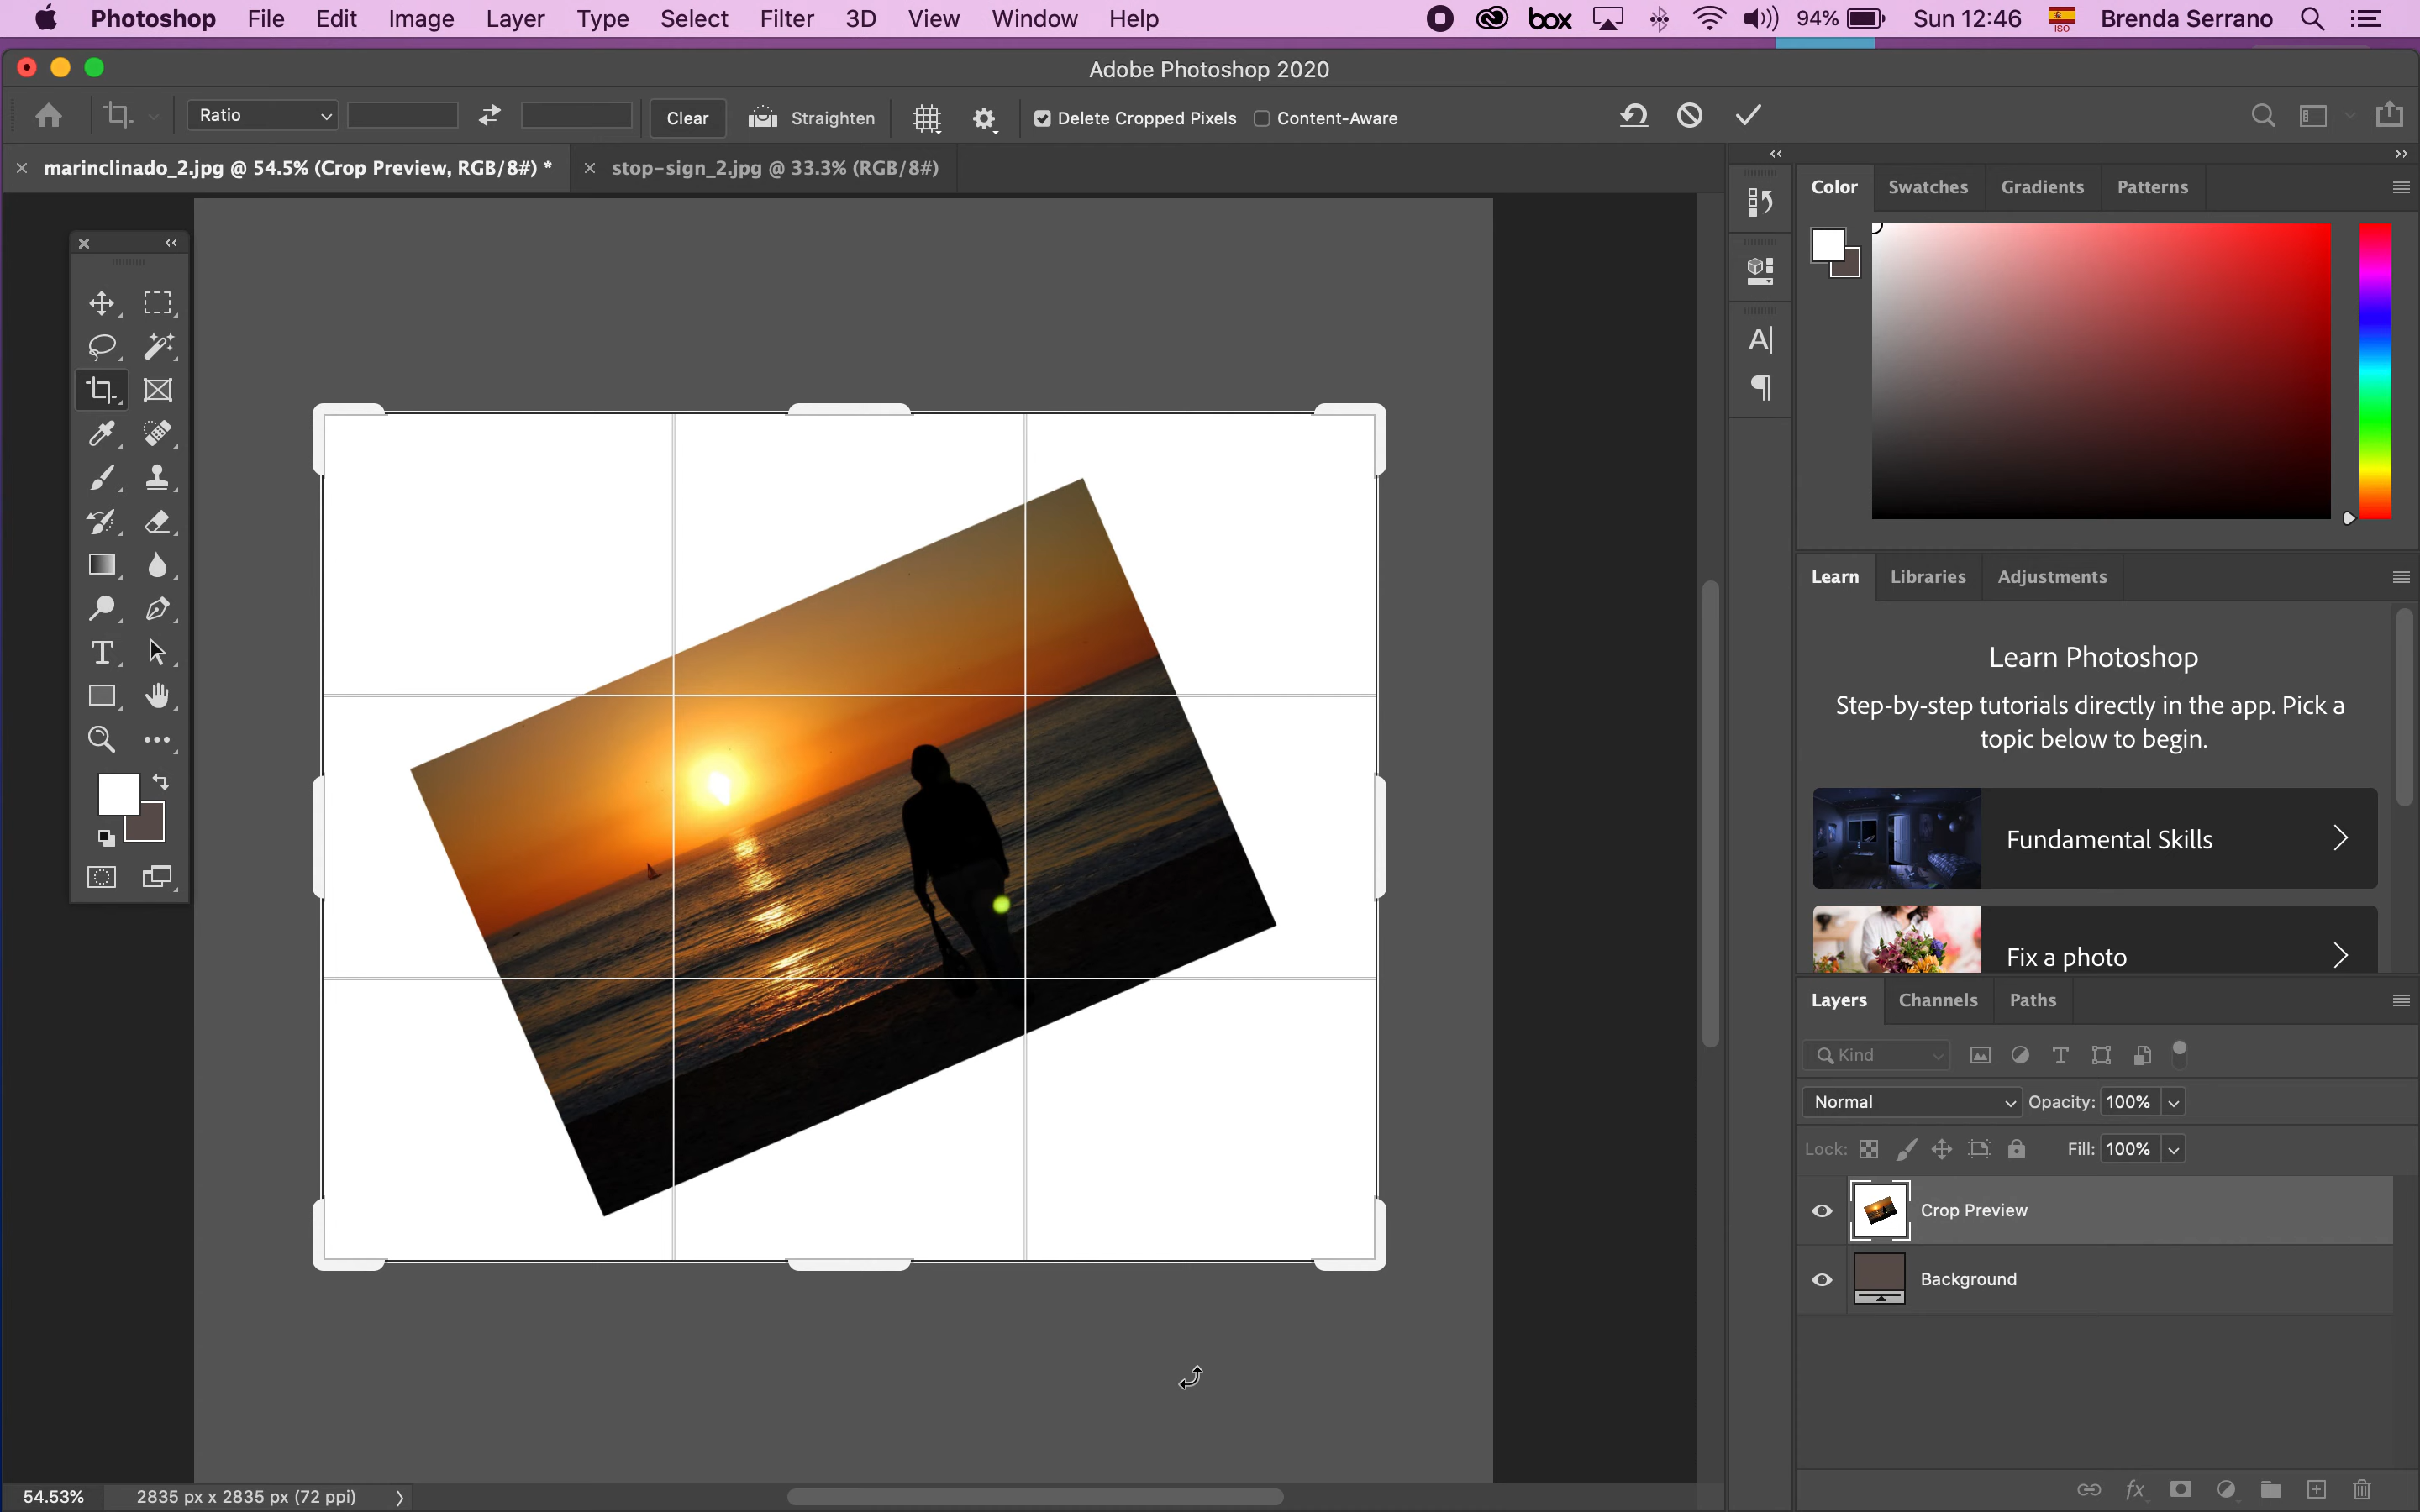 Photoshop File Edit Image Layer Type Select Filter 3D View Window Help box 94% Sun 12:46 ISO Brenda Serrano
Adobe Photoshop 2020
Ratio Clear Straighten Delete Cropped Pixels Content-Aware
marinclinado_2.jpg @ 54.5% (Crop Preview, RGB/8#) * stop-sign_2.jpg @ 33.3% (RGB/8#)
Color Swatches Gradients Patterns
Learn Libraries Adjustments
Learn Photoshop
Step-by-step tutorials directly in the app. Pick a
topic below to begin.
Fundamental Skills
Fix a photo
Layers Channels Paths
Kind
Normal Opacity: 100%
Lock: Fill: 100%
Crop Preview
Background
fx
54.53% 2835 px x 2835 px (72 ppi)